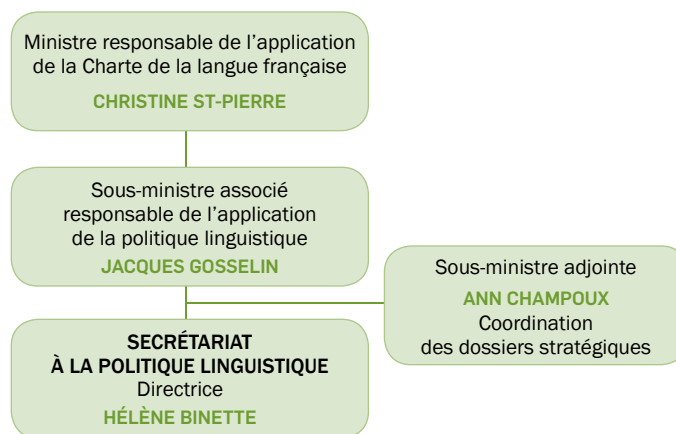 Ministre responsable de l’application
de la Charte de la langue française
CHRISTINE ST-PIERRE
Sous-ministre associé
responsable de l’application
de la politique linguistique
JACQUES GOSSELIN
Sous-ministre adjointe
ANN CHAMPOUX
Coordination
des dossiers stratégiques
SECRÉTARIAT
À LA POLITIQUE LINGUISTIQUE
Directrice
HÉLÈNE BINETTE